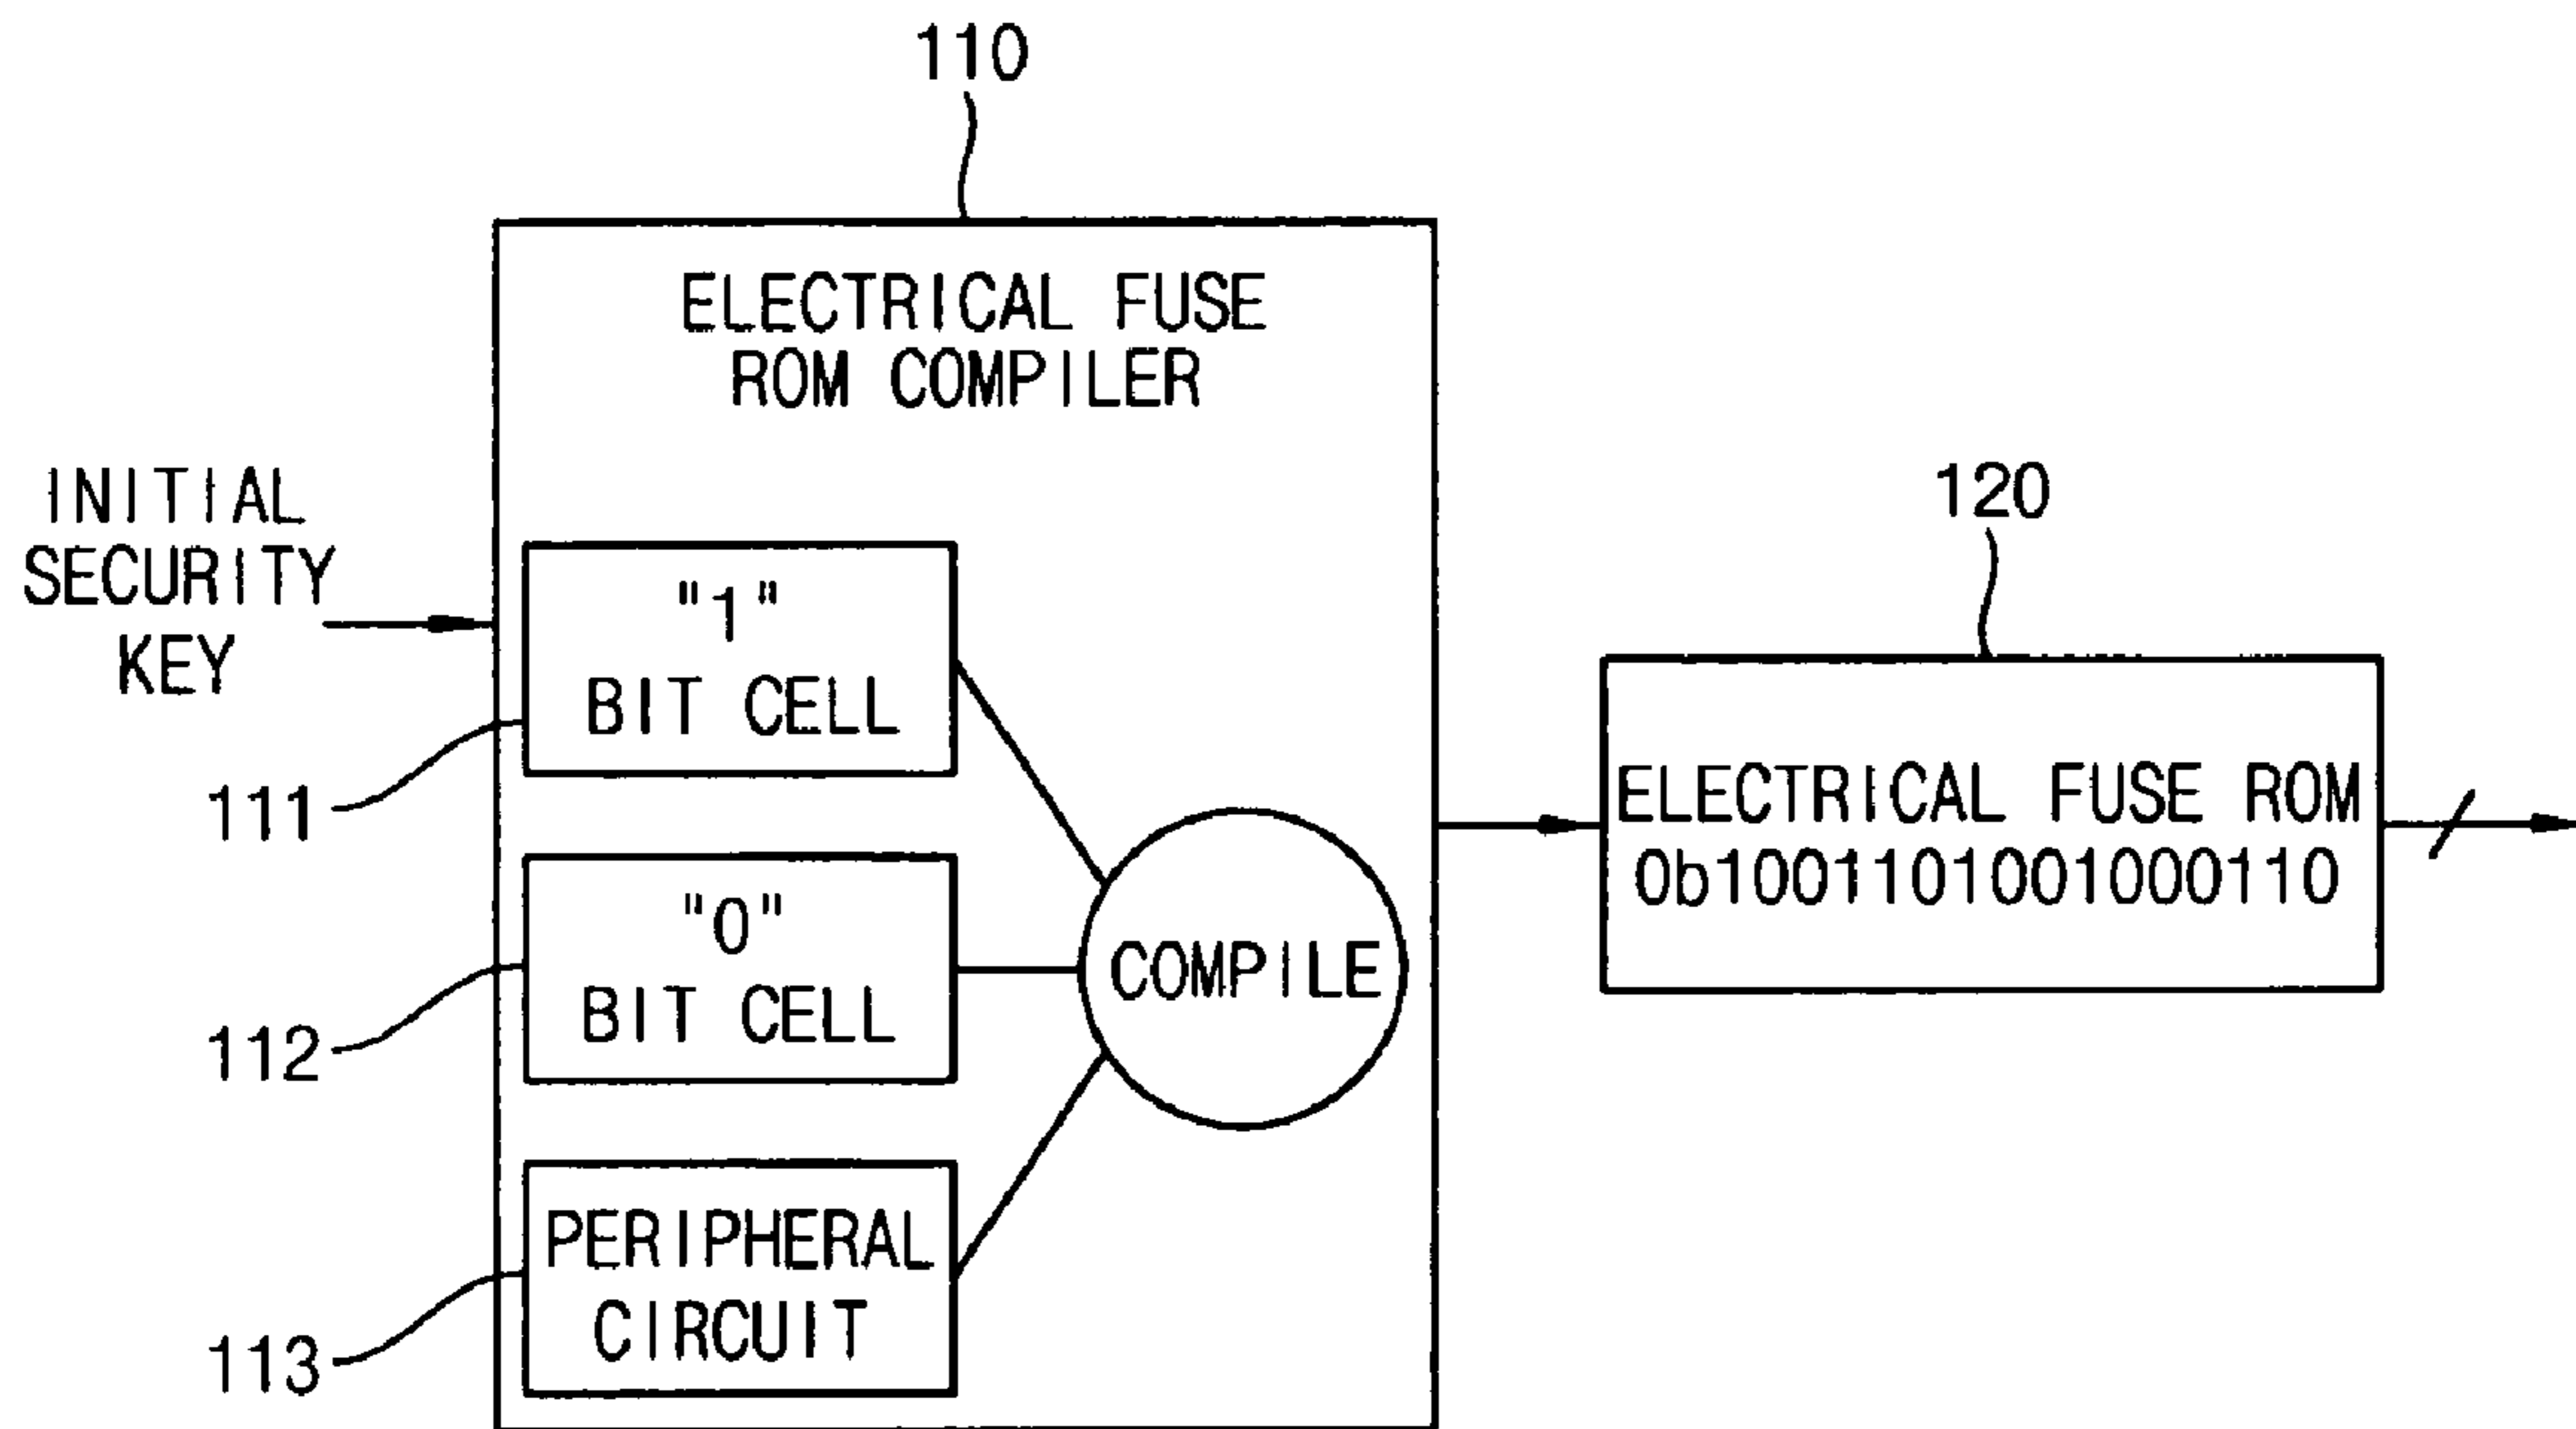 110
ELECTRICAL FUSE
ROM COMPILER
INITIAL
SECURITY
KEY
"1"
BIT CELL
111
"0"
BIT CELL
112
PERIPHERAL
CIRCUIT
113
COMPILE
120
ELECTRICAL FUSE ROM
0b1001101001000110